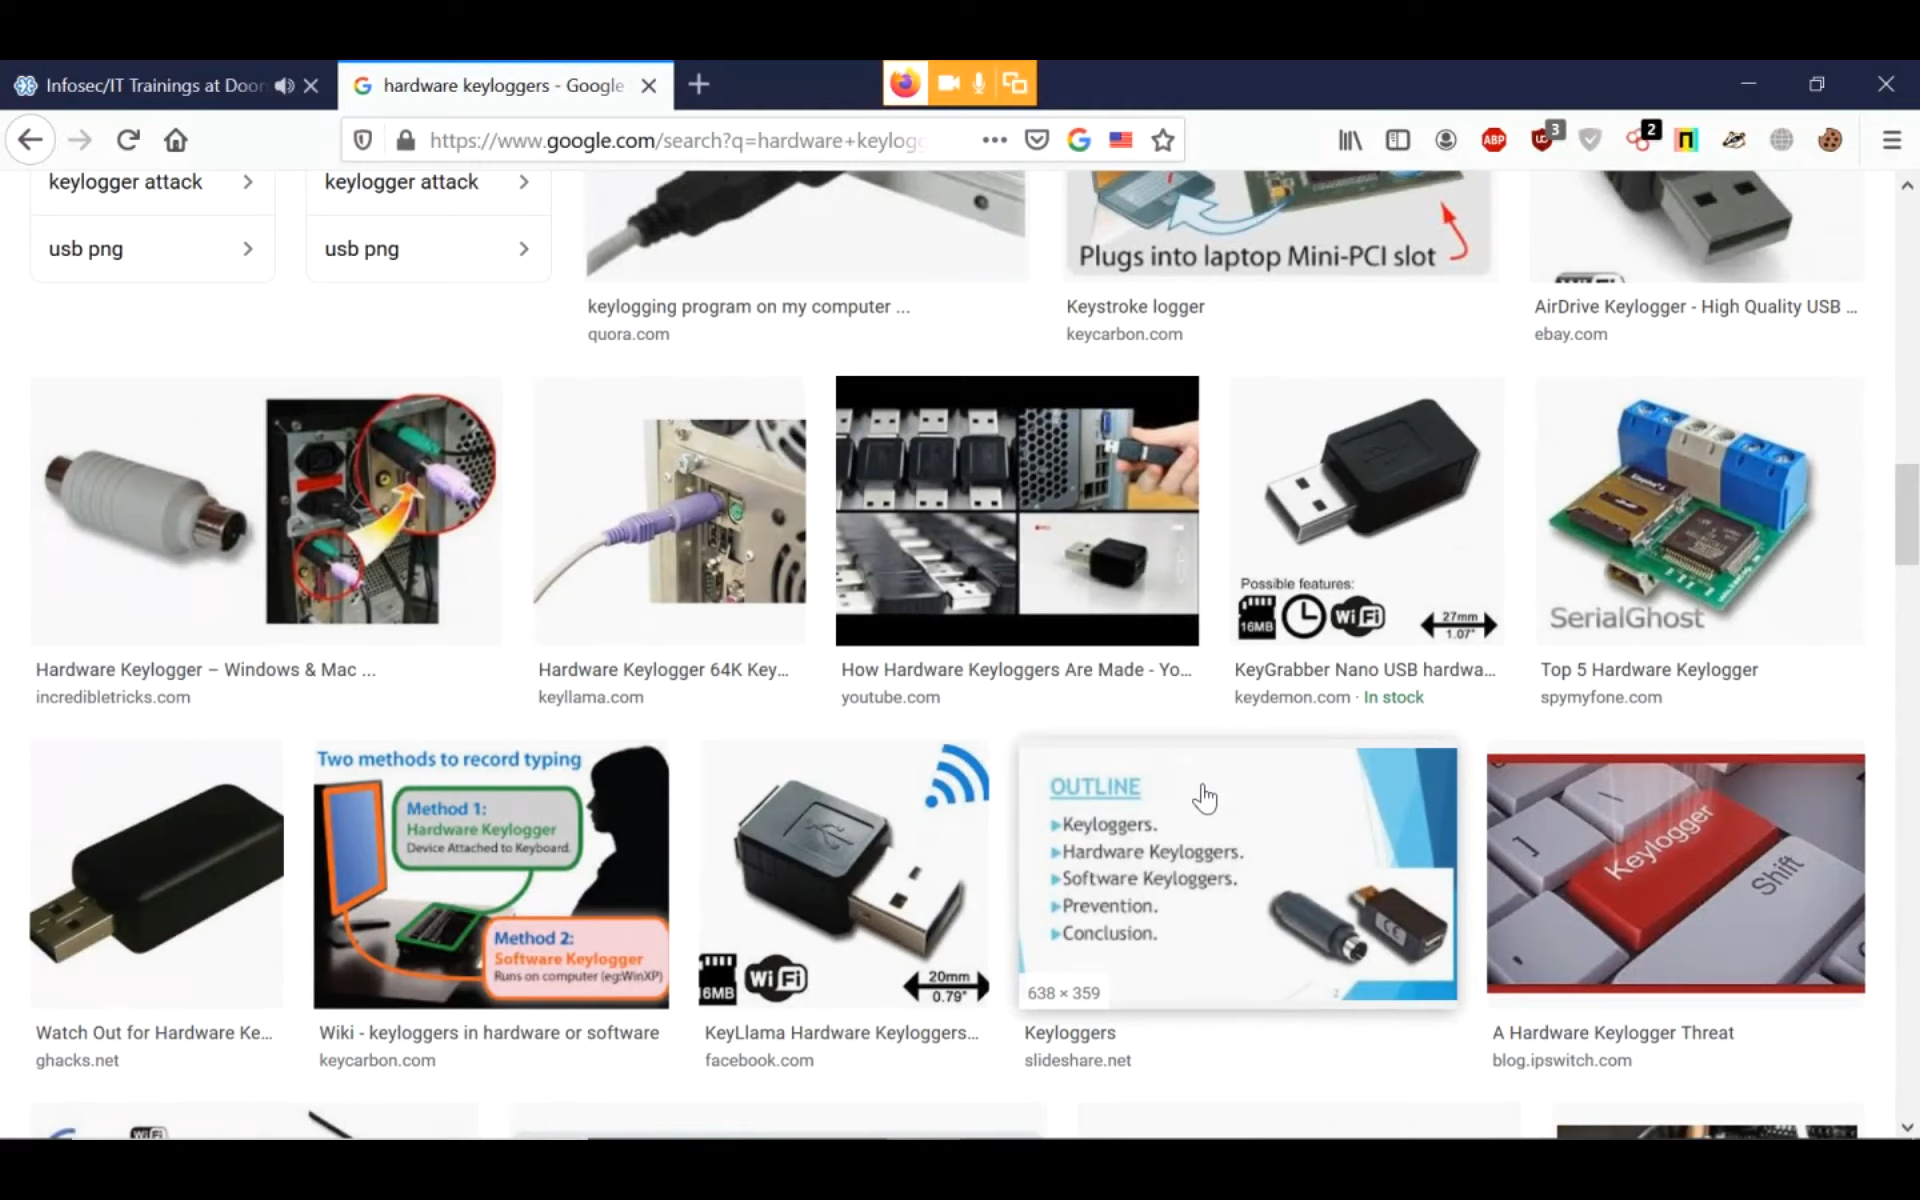 Infosec/IT Trainings at Door
hardware keyloggers - Google
https://www.google.com/search?q=hardware+keylogg
ABP
3
2
keylogger attack
keylogger attack
usb png
usb png
Plugs into laptop Mini-PCI slot
keylogging program on my computer ...
quora.com
Keystroke logger
keycarbon.com
AirDrive Keylogger - High Quality USB ...
ebay.com
Possible features:
16MB
WiFi
27mm
1.07"
SerialGhost
Hardware Keylogger – Windows & Mac ...
incredibletricks.com
Hardware Keylogger 64K Key...
keyllama.com
How Hardware Keyloggers Are Made - Yo...
youtube.com
KeyGrabber Nano USB hardwa...
keydemon.com · In stock
Top 5 Hardware Keylogger
spymyfone.com
Two methods to record typing
Method 1:
Hardware Keylogger
Device Attached to Keyboard.
Method 2:
Software Keylogger
Runs on computer (eg:WinXP)
6MB
WiFi
20mm
0.79"
OUTLINE
Keyloggers.
Hardware Keyloggers.
Software Keyloggers.
Prevention.
Conclusion.
638 × 359
Keylogger
Shift
Watch Out for Hardware Ke...
ghacks.net
Wiki - keyloggers in hardware or software
keycarbon.com
KeyLlama Hardware Keyloggers...
facebook.com
Keyloggers
slideshare.net
A Hardware Keylogger Threat
blog.ipswitch.com